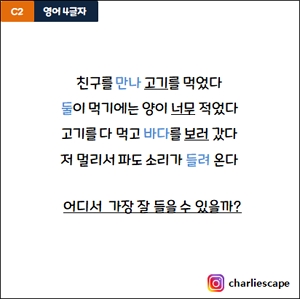 C2 영어 4글자
친구를 만나 고기를 먹었다
둘이 먹기에는 양이 너무 적었다
고기를 다 먹고 바다를 보러 갔다
저 멀리서 파도 소리가 들려 온다
어디서 가장 잘 들을 수 있을까?
charliescape